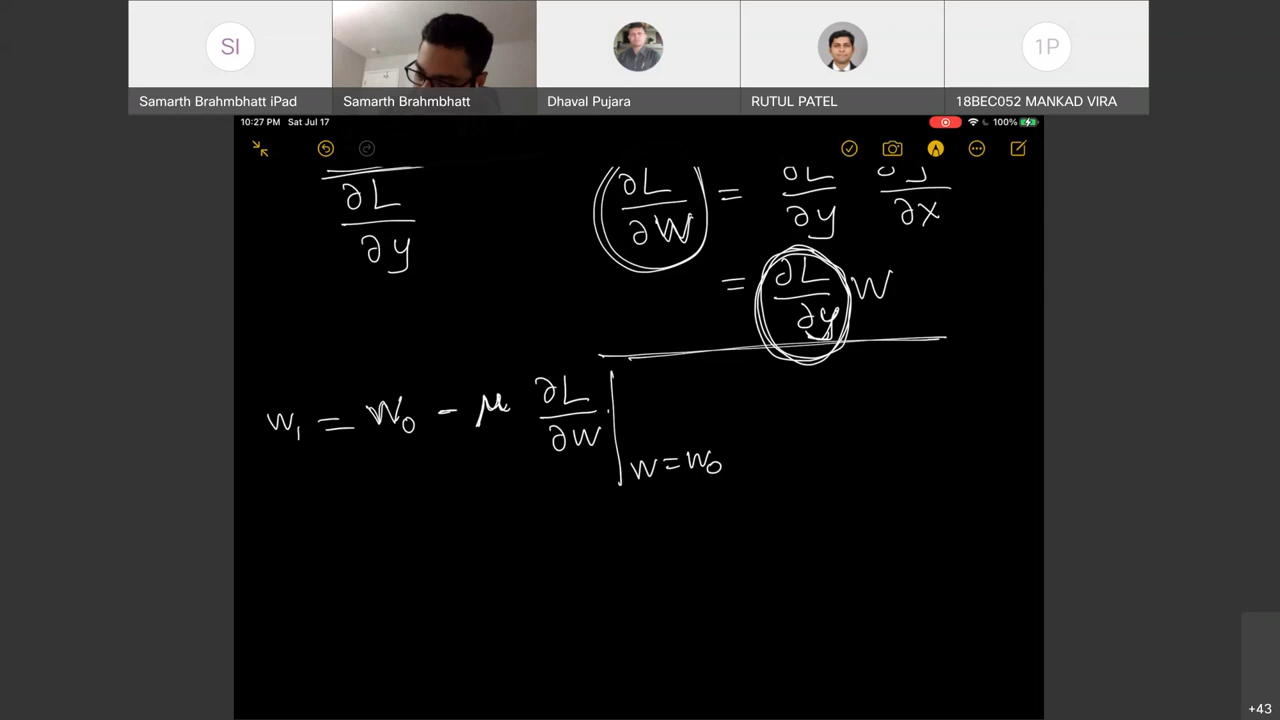 SI
1P
Samarth Brahmbhatt iPad
Samarth Brahmbhatt
Dhaval Pujara
RUTUL PATEL
18BEC052 MANKAD VIRA
10:27 PM Sat Jul 17
100%
∂L/∂y
∂L/∂W = ∂L/∂y ∂y/∂x
= ∂L/∂y W
w₁ = W₀ - μ ∂L/∂W | W=W₀
+43